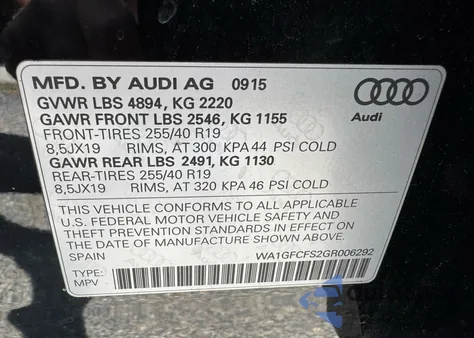 MFD. BY AUDI AG 0915
GVWR LBS 4894, KG 2220
GAWR FRONT LBS 2546, KG 1155
FRONT-TIRES 255/40 R19
8,5JX19 RIMS, AT 300 KPA 44 PSI COLD
GAWR REAR LBS 2491, KG 1130
REAR-TIRES 255/40 R19
8,5JX19 RIMS, AT 320 KPA 46 PSI COLD
Audi
THIS VEHICLE CONFORMS TO ALL APPLICABLE
U.S. FEDERAL MOTOR VEHICLE SAFETY AND
THEFT PREVENTION STANDARDS IN EFFECT ON
THE DATE OF MANUFACTURE SHOWN ABOVE.
SPAIN WA1GFCFS2GR006292
TYPE:
MPV